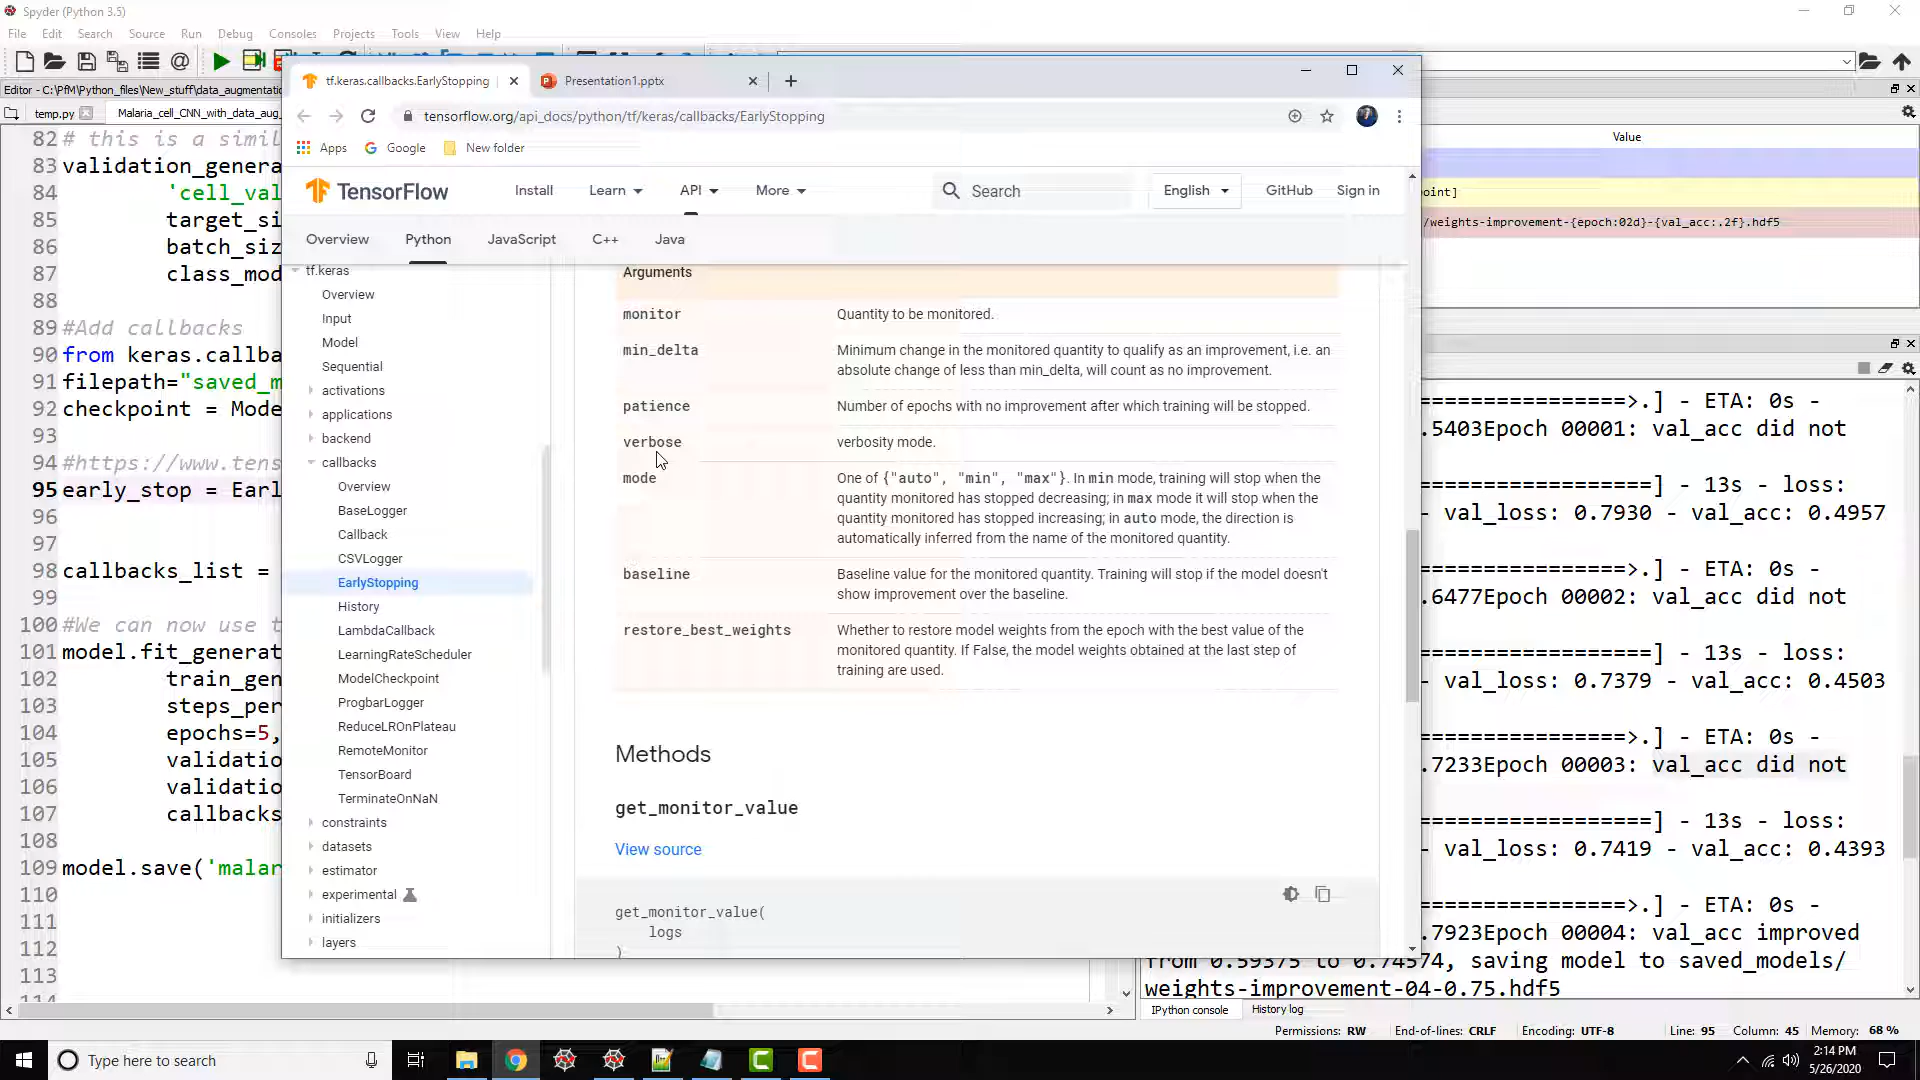 Spyder (Python 3.5)
File Edit Search Source Run Debug Consoles Projects Tools View Help
Editor - C:\PfM\Python_files\New_stuff\data_augmentatio
temp.py Malaria_cell_CNN_with_data_aug_
82 # this is a simil
83 validation_genera
84 'cell_val
85 target_si
86 batch_siz
87 class_mod
88
89 #Add callbacks
90 from keras.callba
91 filepath="saved_m
92 checkpoint = Mode
93
94 #https://www.tens
95 early_stop = Earl
96
97
98 callbacks_list =
99
100 #We can now use t
101 model.fit_generat
102 train_gen
103 steps_per
104 epochs=5,
105 validatio
106 validatio
107 callbacks
108
109 model.save('malar
110
111
112
113
114
tf.keras.callbacks.EarlyStopping Presentation1.pptx
tensorflow.org/api_docs/python/tf/keras/callbacks/EarlyStopping
Apps Google New folder
TensorFlow Install Learn API More Search English GitHub Sign in
Overview Python JavaScript C++ Java
tf.keras
Overview
Input
Model
Sequential
activations
applications
backend
callbacks
Overview
BaseLogger
Callback
CSVLogger
EarlyStopping
History
LambdaCallback
LearningRateScheduler
ModelCheckpoint
ProgbarLogger
ReduceLROnPlateau
RemoteMonitor
TensorBoard
TerminateOnNaN
constraints
datasets
estimator
experimental
initializers
layers
Arguments
monitor Quantity to be monitored.
min_delta Minimum change in the monitored quantity to qualify as an improvement, i.e. an
absolute change of less than min_delta, will count as no improvement.
patience Number of epochs with no improvement after which training will be stopped.
verbose verbosity mode.
mode One of {"auto", "min", "max"}. In min mode, training will stop when the
quantity monitored has stopped decreasing; in max mode it will stop when the
quantity monitored has stopped increasing; in auto mode, the direction is
automatically inferred from the name of the monitored quantity.
baseline Baseline value for the monitored quantity. Training will stop if the model doesn't
show improvement over the baseline.
restore_best_weights Whether to restore model weights from the epoch with the best value of the
monitored quantity. If False, the model weights obtained at the last step of
training are used.
Methods
get_monitor_value
View source
get_monitor_value(
logs
)
Value
point]
/weights-improvement-{epoch:02d}-{val_acc:.2f}.hdf5
================>.] - ETA: 0s -
.5403Epoch 00001: val_acc did not
==================] - 13s - loss:
- val_loss: 0.7930 - val_acc: 0.4957
================>.] - ETA: 0s -
.6477Epoch 00002: val_acc did not
==================] - 13s - loss:
- val_loss: 0.7379 - val_acc: 0.4503
================>.] - ETA: 0s -
.7233Epoch 00003: val_acc did not
==================] - 13s - loss:
- val_loss: 0.7419 - val_acc: 0.4393
================>.] - ETA: 0s -
.7923Epoch 00004: val_acc improved
from 0.59375 to 0.74574, saving model to saved_models/
weights-improvement-04-0.75.hdf5
IPython console History log
Permissions: RW End-of-lines: CRLF Encoding: UTF-8 Line: 95 Column: 45 Memory: 68 %
Type here to search
2:14 PM
5/26/2020